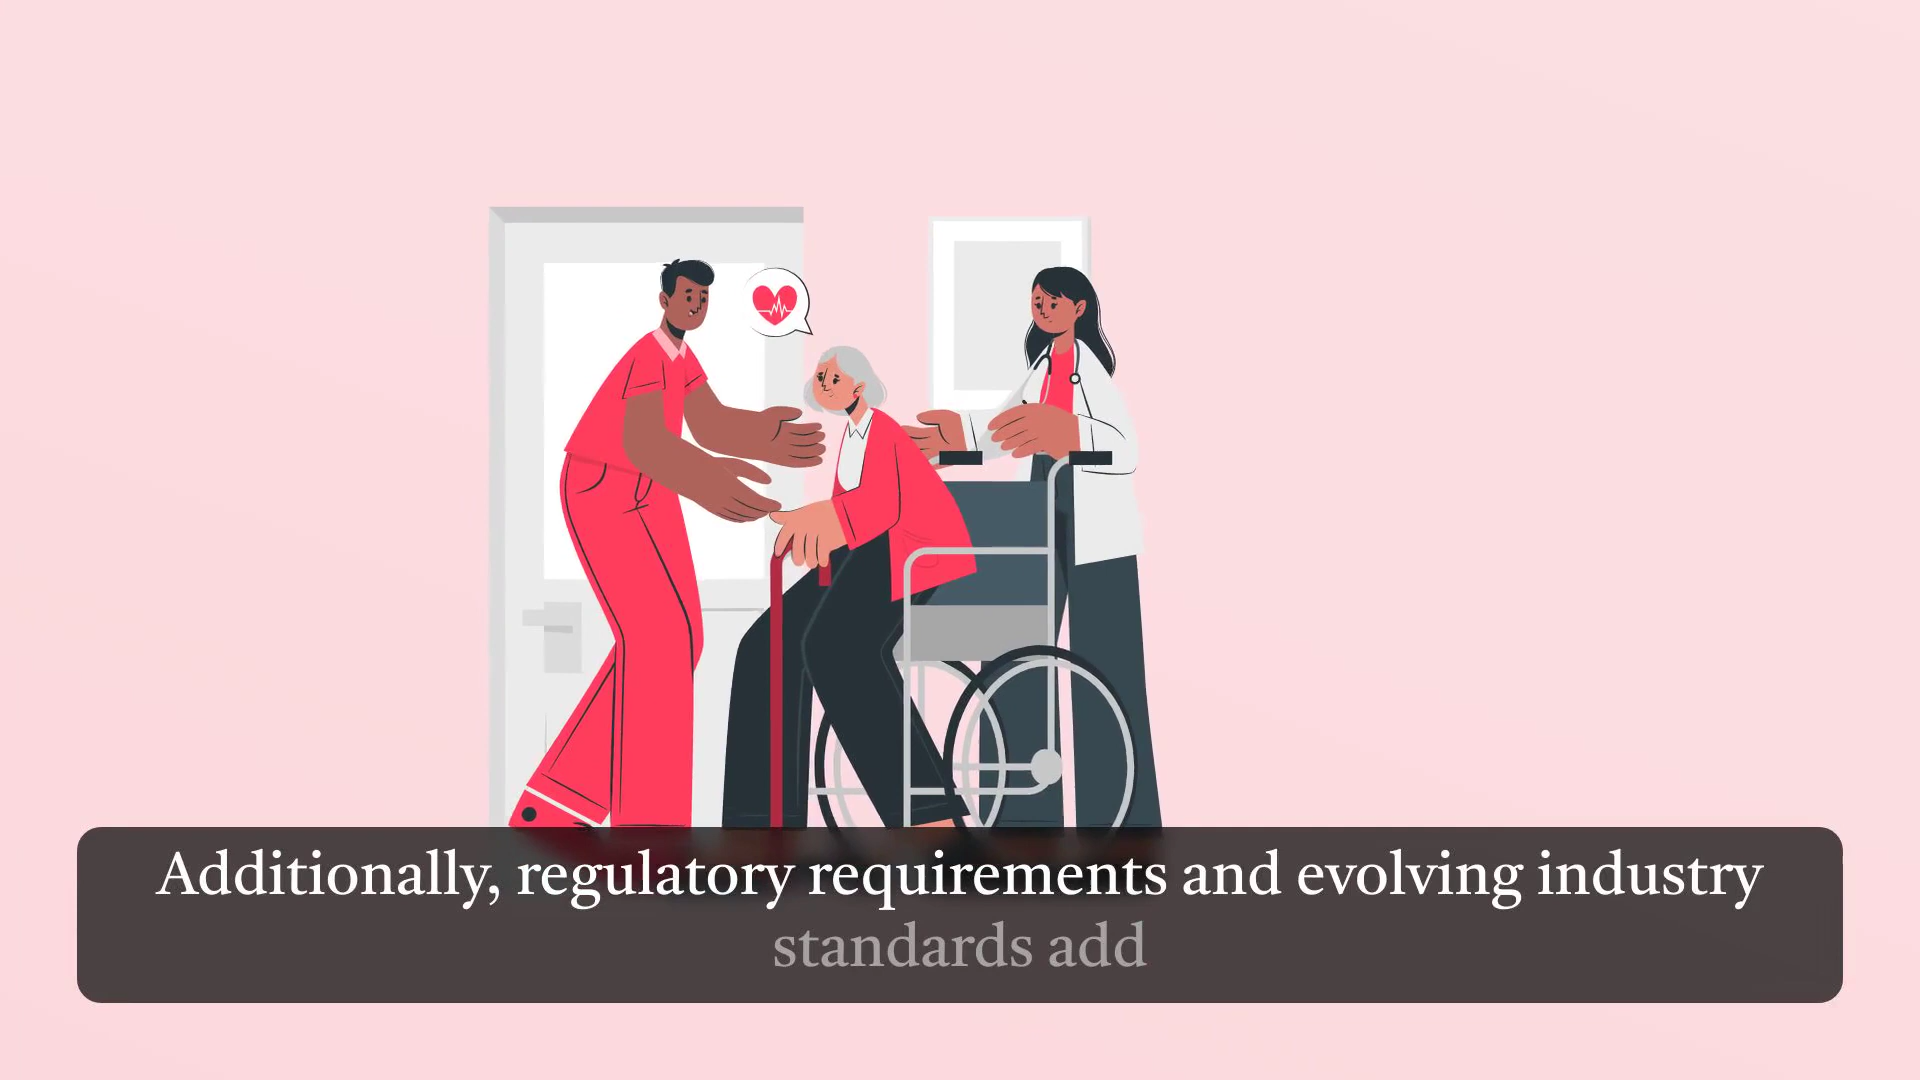 Additionally, regulatory requirements and evolving industry
standards add